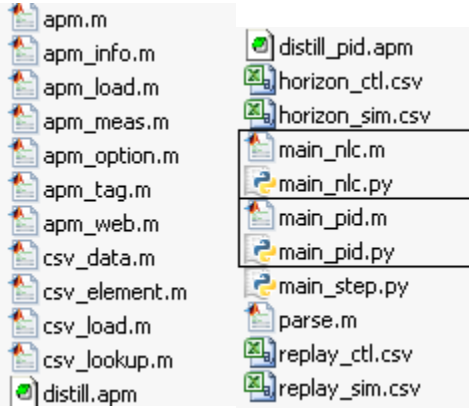 apm.m
apm_info.m
apm_load.m
apm_meas.m
apm_option.m
apm_tag.m
apm_web.m
csv_data.m
csv_element.m
csv_load.m
csv_lookup.m
distill.apm
distill_pid.apm
horizon_ctl.csv
horizon_sim.csv
main_nlc.m
main_nlc.py
main_pid.m
main_pid.py
main_step.py
parse.m
replay_ctl.csv
replay_sim.csv